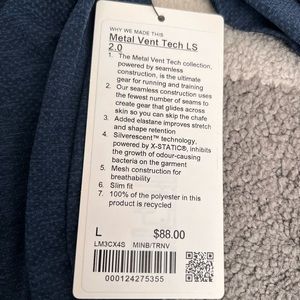 WHY WE MADE THIS
Metal Vent Tech LS
2.0
1. The Metal Vent Tech collection,
powered by seamless
construction, is the ultimate
gear for running and training
2. Our seamless construction uses
the fewest number of seams to
create gear that glides across
skin so you can skip the chafe
3. Added elastane improves stretch
and shape retention
4. Silverescent™ technology,
powered by X-STATIC®, inhibits
the growth of odour-causing
bacteria on the garment
5. Mesh construction for
breathability
6. Slim fit
7. 100% of the polyester in this
product is recycled
L $88.00
LM3CX4S MINB/TRNV
000124275355